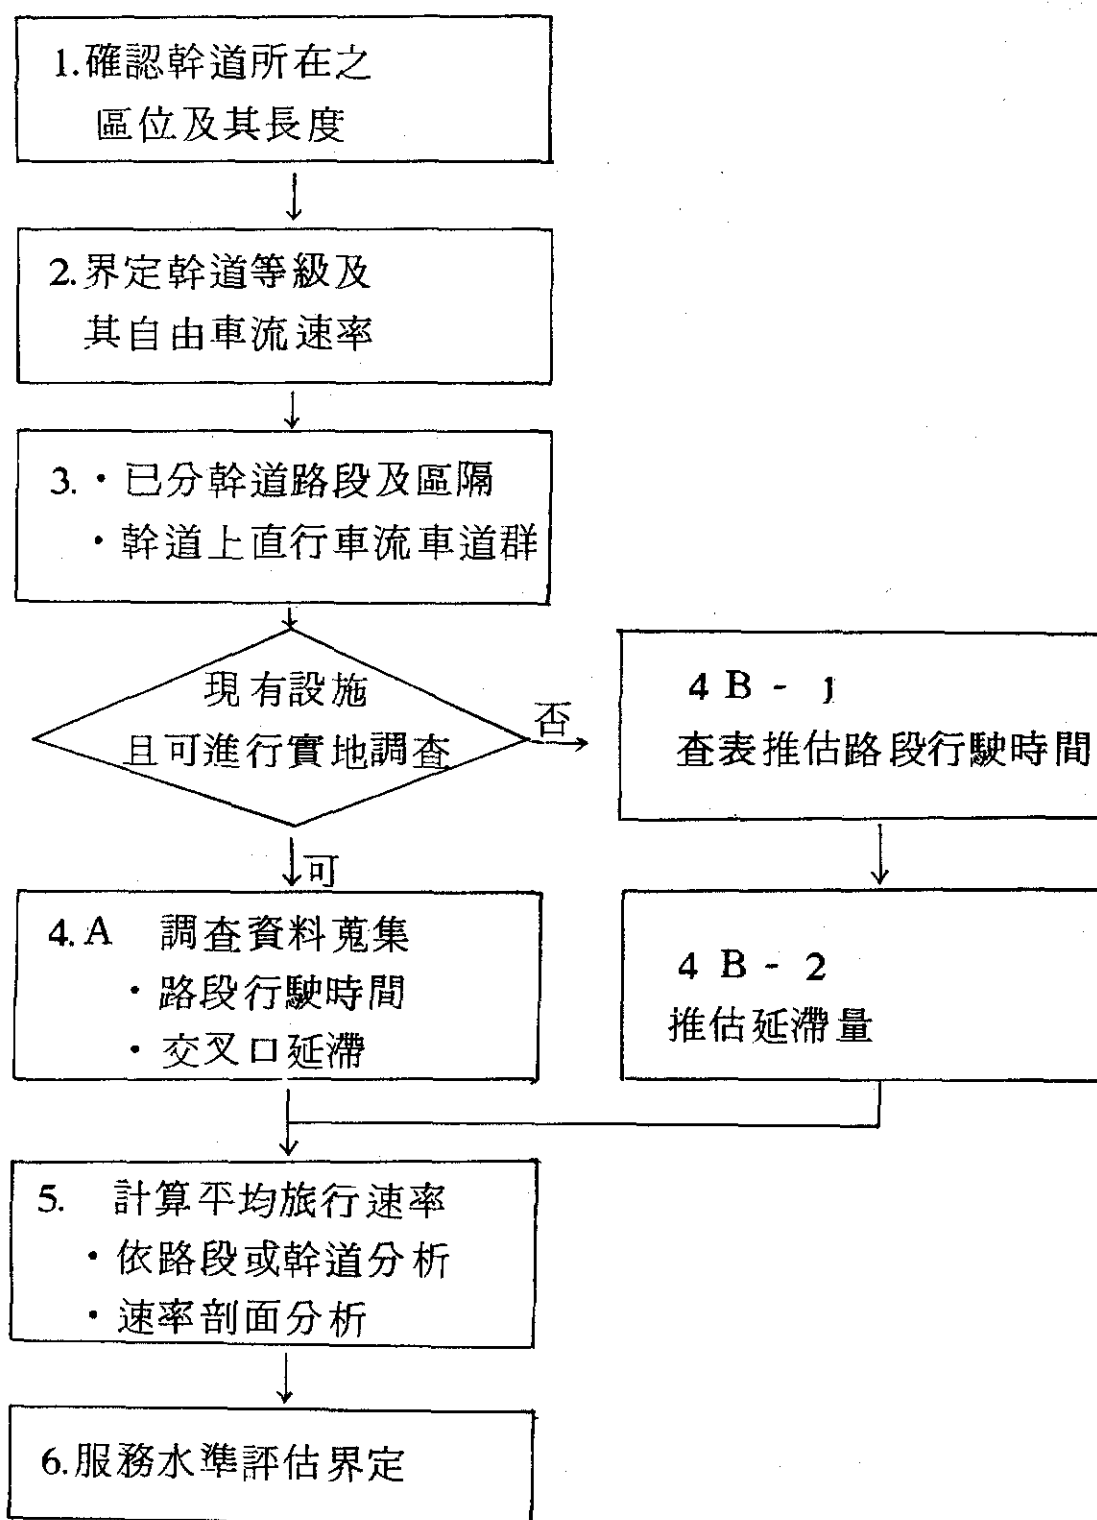 1.確認幹道所在之
區位及其長度
2.界定幹道等級及
其自由車流速率
3.・已分幹道路段及區隔
・幹道上直行車流車道群
現有設施
且可進行實地調查
否
可
4 B - 1
查表推估路段行駛時間
4 B - 2
推估延滯量
4.A 調查資料蒐集
・路段行駛時間
・交叉口延滯
5. 計算平均旅行速率
・依路段或幹道分析
・速率剖面分析
6.服務水準評估界定